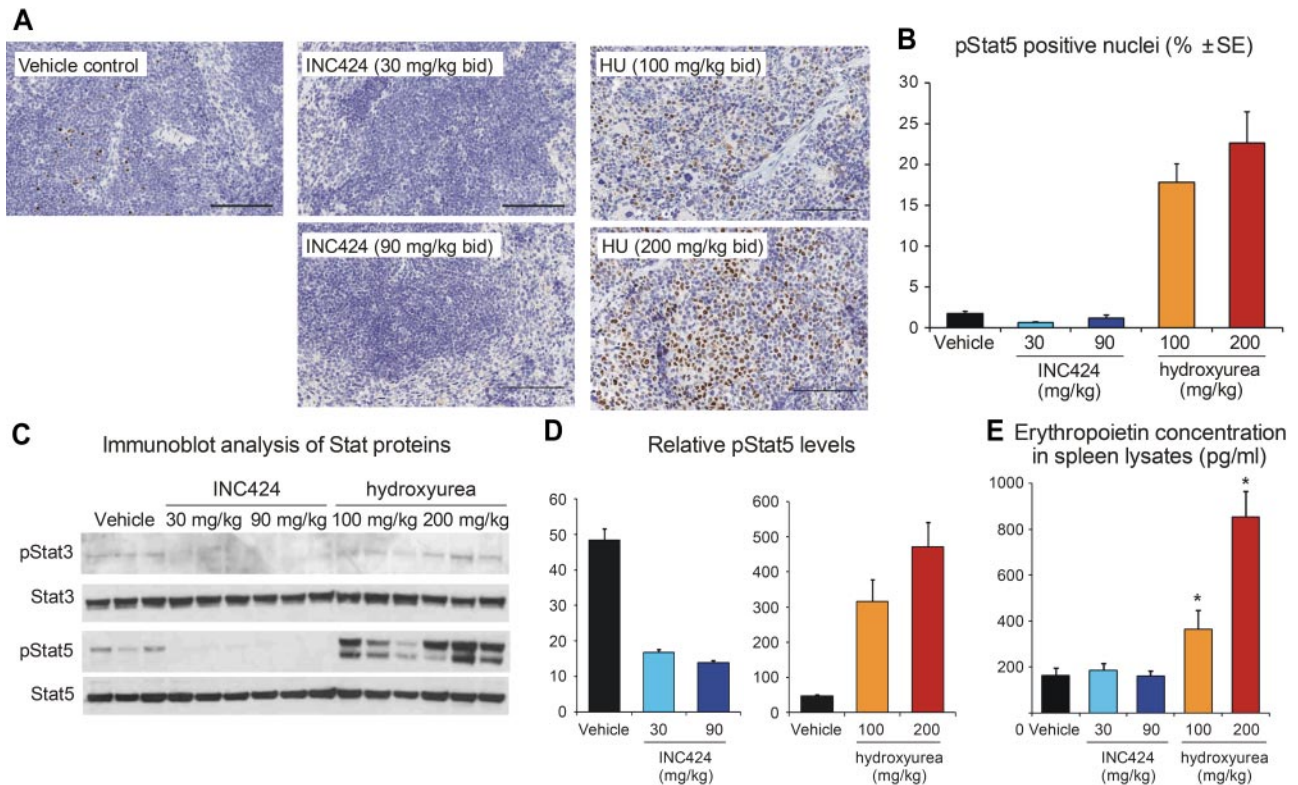 A
Vehicle control
INC424 (30 mg/kg bid)
HU (100 mg/kg bid)
INC424 (90 mg/kg bid)
HU (200 mg/kg bid)
B
pStat5 positive nuclei (% ±SE)
30
25
20
15
10
5
0
Vehicle
30
90
100
200
INC424
(mg/kg)
hydroxyurea
(mg/kg)
C
Immunoblot analysis of Stat proteins
INC424
hydroxyurea
Vehicle
30 mg/kg
90 mg/kg
100 mg/kg
200 mg/kg
pStat3
Stat3
pStat5
Stat5
D
Relative pStat5 levels
60
50
40
30
20
10
0
Vehicle
30
90
INC424
(mg/kg)
600
500
400
300
200
100
0
Vehicle
100
200
hydroxyurea
(mg/kg)
E
Erythropoietin concentration
in spleen lysates (pg/ml)
1000
800
600
400
200
0
*
*
Vehicle
30
90
100
200
INC424
(mg/kg)
hydroxyurea
(mg/kg)